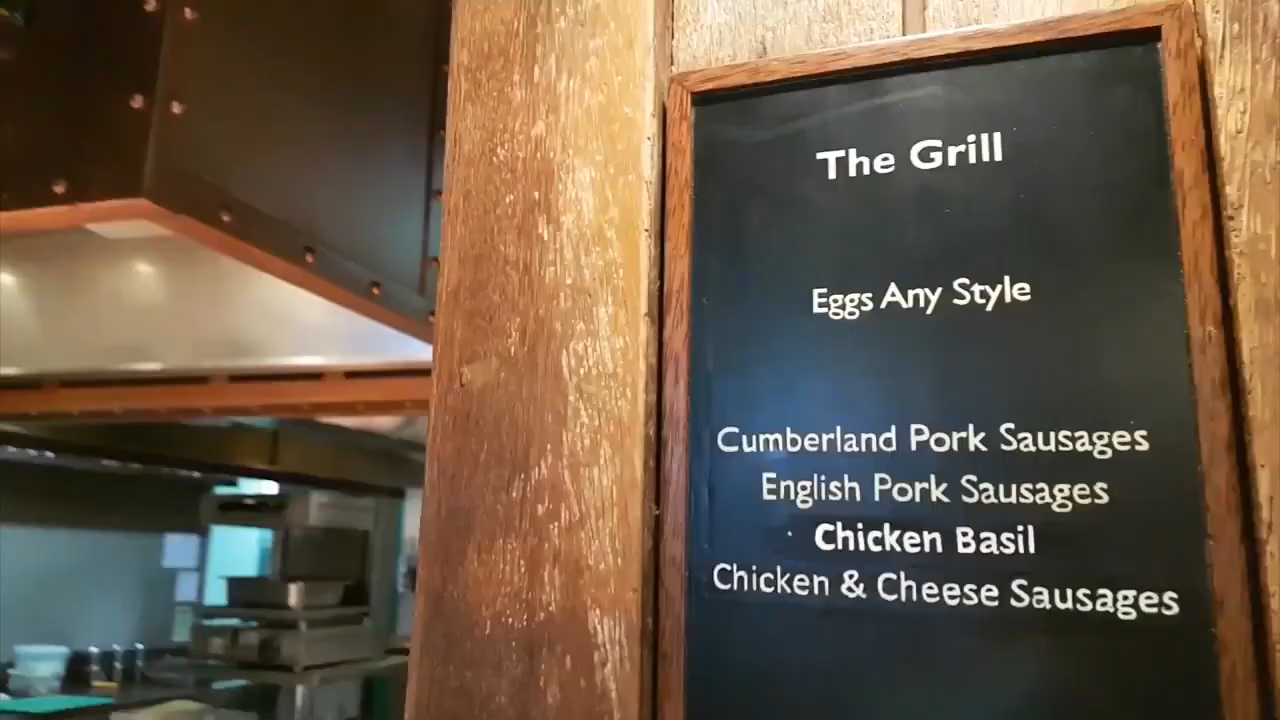 The Grill
Eggs Any Style
Cumberland Pork Sausages
English Pork Sausages
Chicken Basil
Chicken & Cheese Sausages